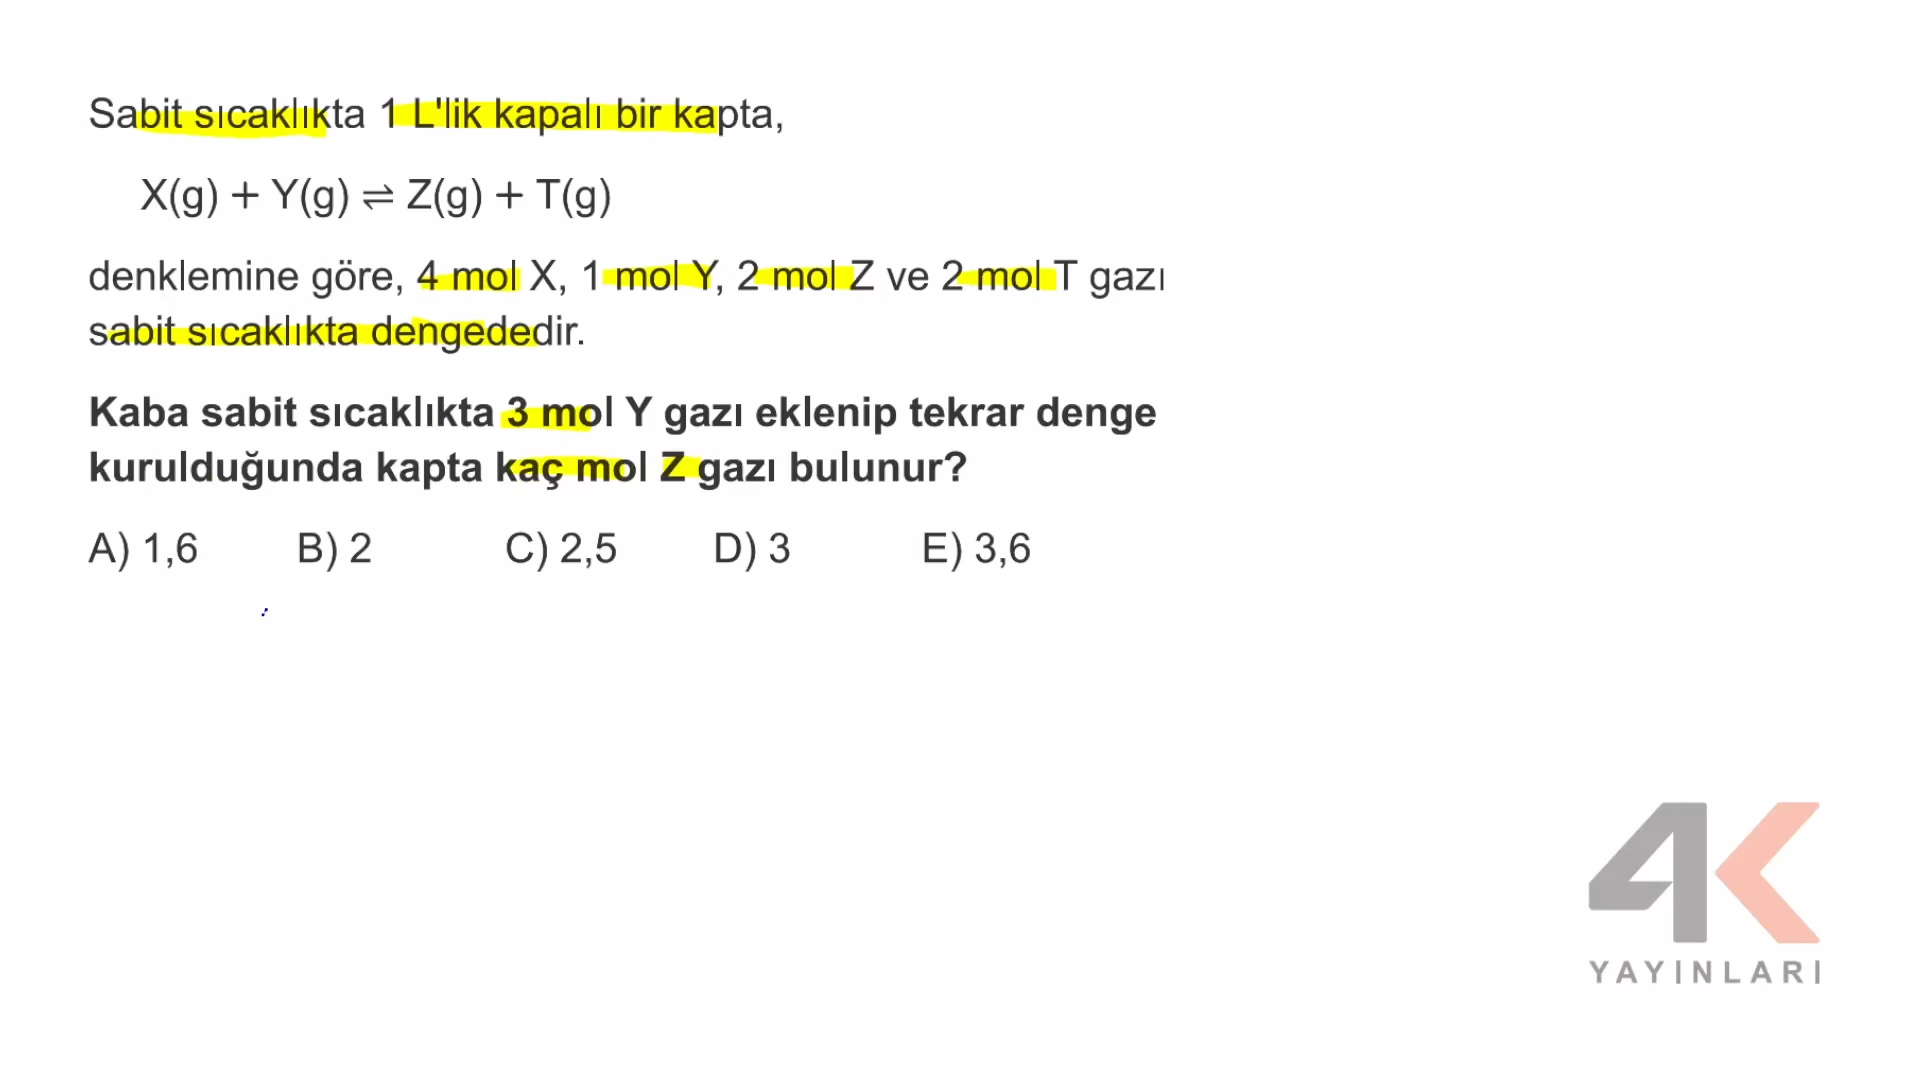 Sabit sıcaklıkta 1 L'lik kapalı bir kapta,
X(g) + Y(g) ⇌ Z(g) + T(g)
denklemine göre, 4 mol X, 1 mol Y, 2 mol Z ve 2 mol T gazı
sabit sıcaklıkta dengededir.
Kaba sabit sıcaklıkta 3 mol Y gazı eklenip tekrar denge
kurulduğunda kapta kaç mol Z gazı bulunur?
A) 1,6 B) 2 C) 2,5 D) 3 E) 3,6
4K
YAYINLARI